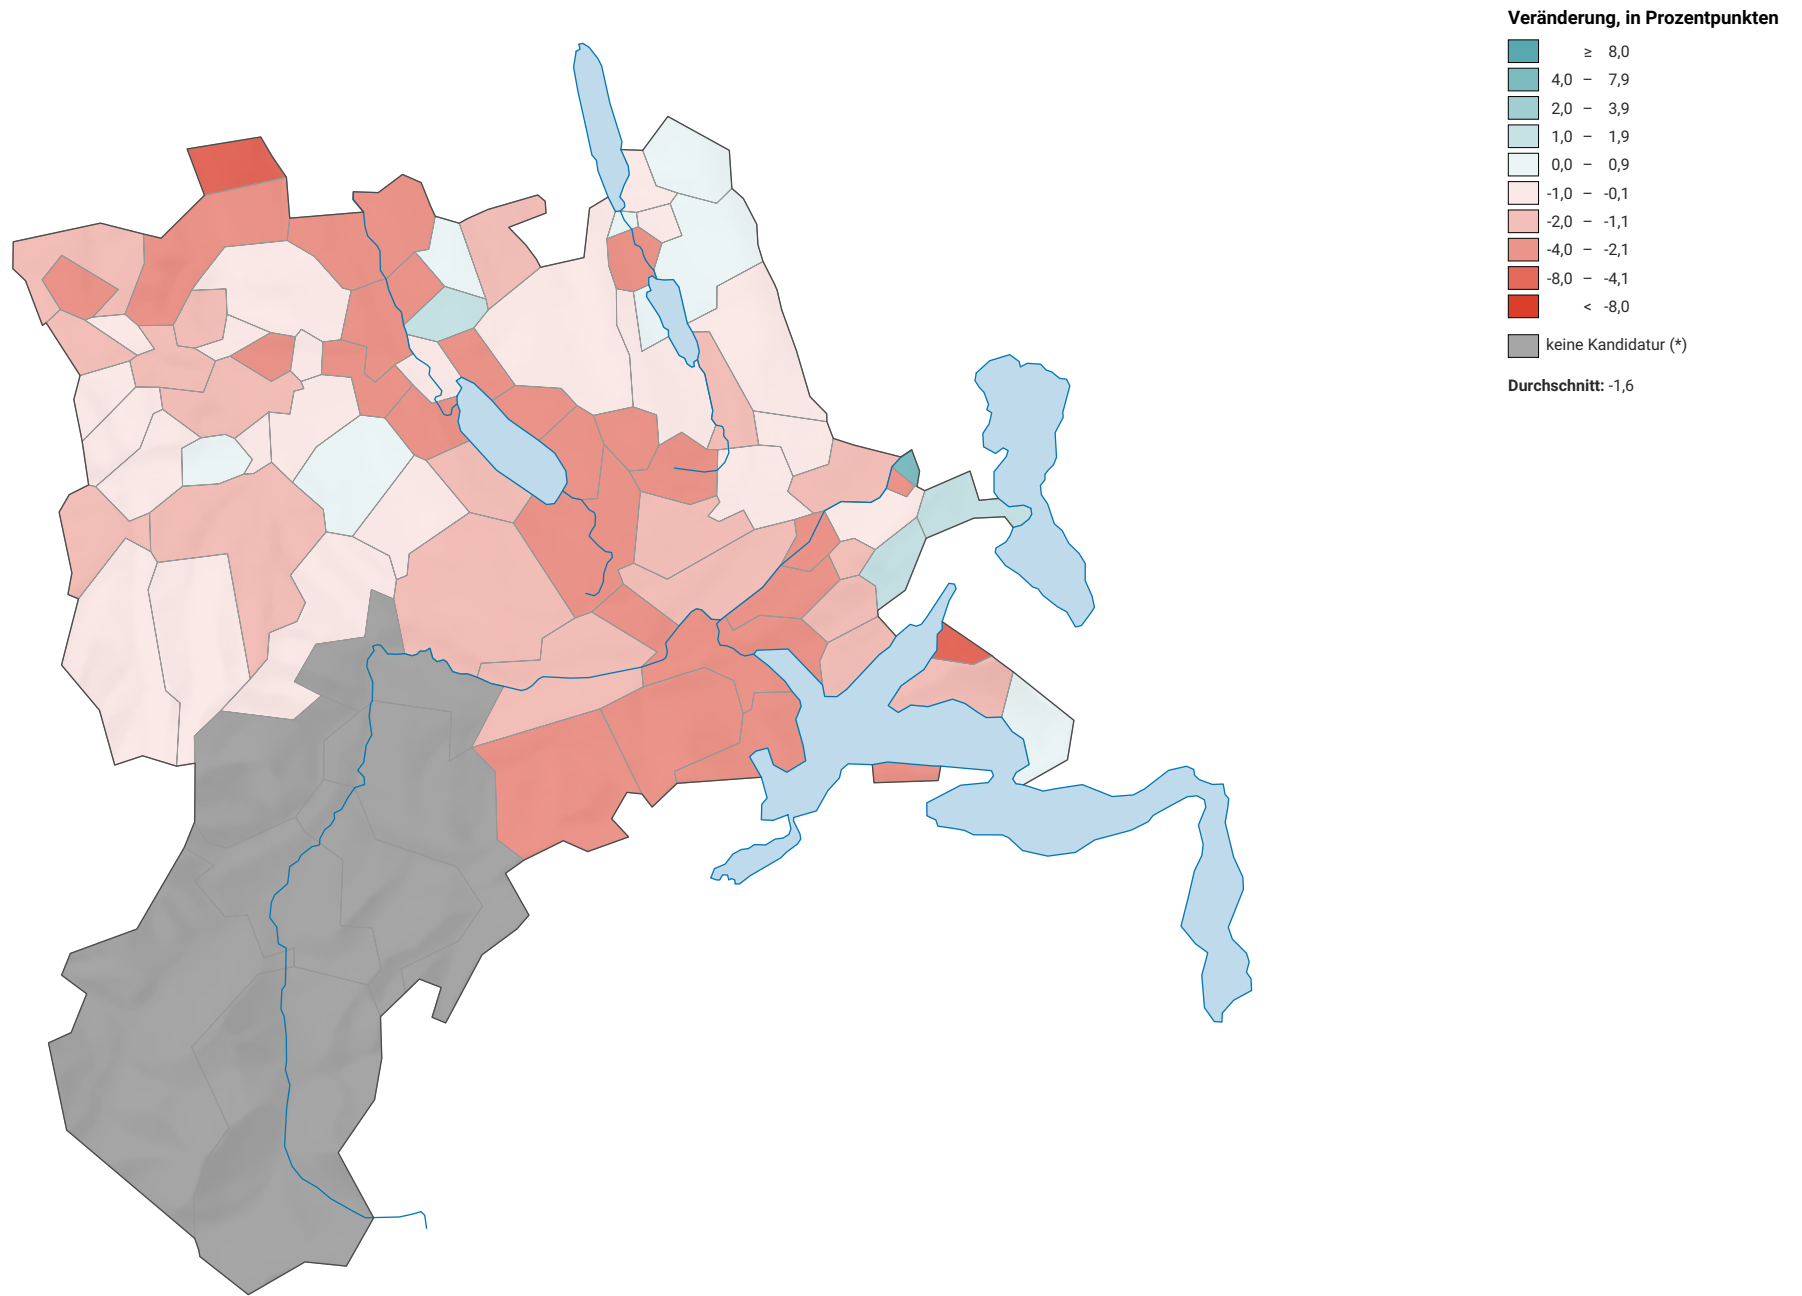 Veränderung, in Prozentpunkten
≥ 8,0
4,0 – 7,9
2,0 – 3,9
1,0 – 1,9
0,0 – 0,9
-1,0 – -0,1
-2,0 – -1,1
-4,0 – -2,1
-8,0 – -4,1
< -8,0
keine Kandidatur (*)
Durchschnitt: -1,6